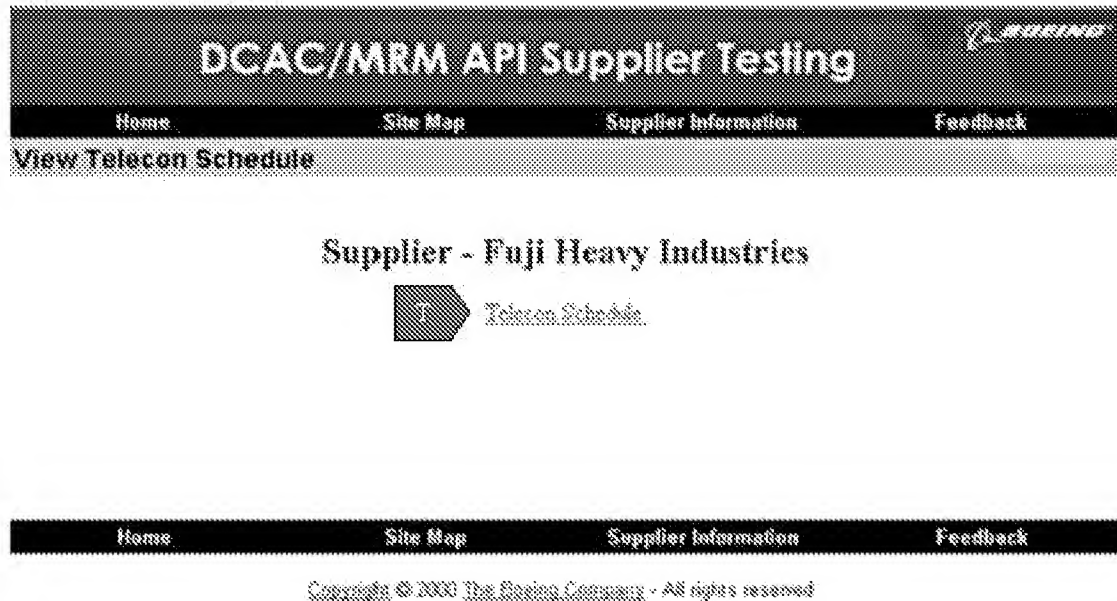 BOEING
DCAC/MRM API Supplier Testing
Home Site Map Supplier Information Feedback
View Telecon Schedule
Supplier - Fuji Heavy Industries
T Telecon Schedule
Home Site Map Supplier Information Feedback
Copyright © 2000 The Boeing Company - All rights reserved